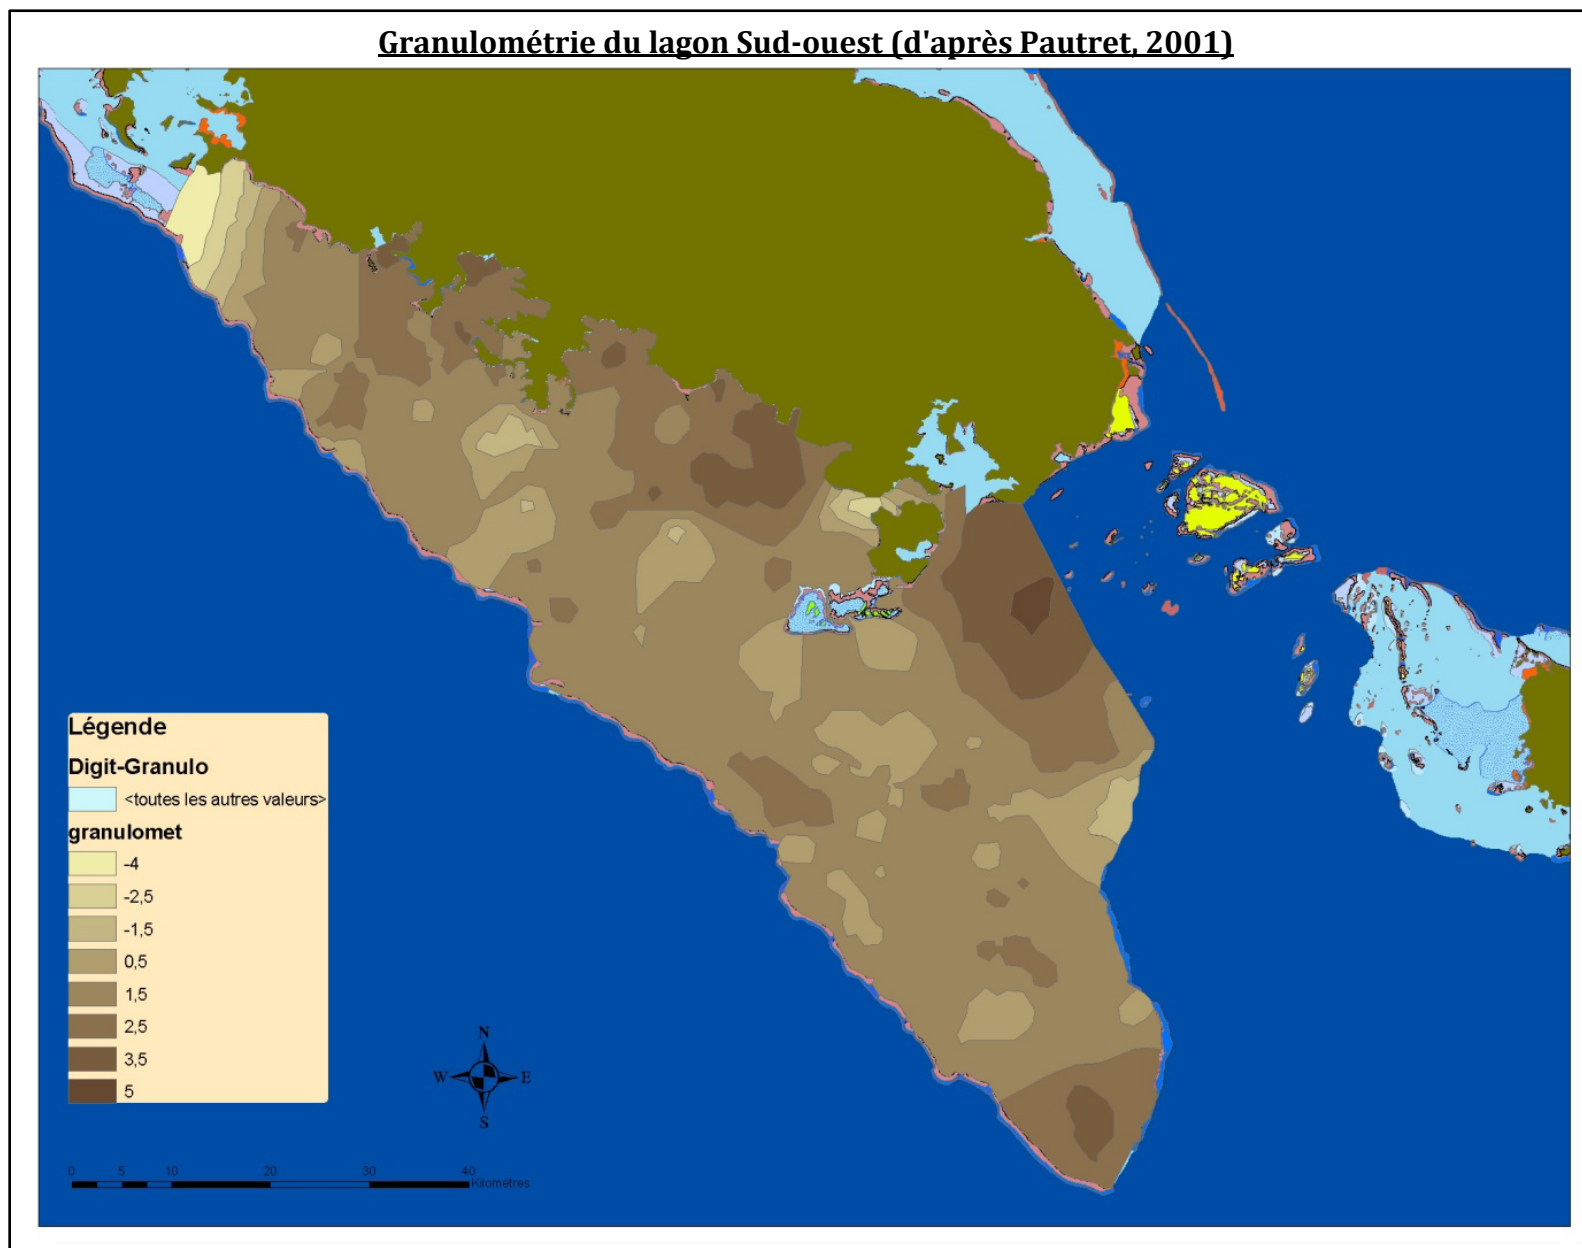 Granulométrie du lagon Sud-ouest (d'après Pautret, 2001)
Légende
Digit-Granulo
<toutes les autres valeurs>
granulomet
-4
-2,5
-1,5
0,5
1,5
2,5
3,5
5
N
W E
S
0 5 10 20 30 40
Kilométres